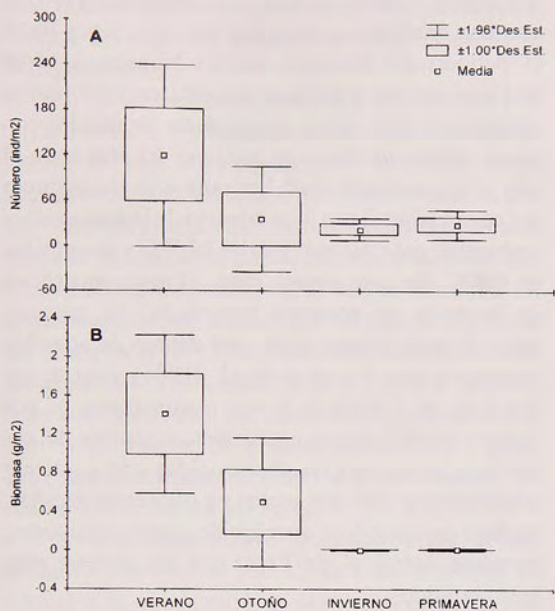 A
±1.96*Des.Est.
±1.00*Des.Est.
Media
Número (ind/m2)
300
240
180
120
60
0
-60
B
Biomasa (g/m2)
2.4
2.0
1.6
1.2
0.8
0.4
0
-0.4
VERANO OTOÑO INVIERNO PRIMAVERA